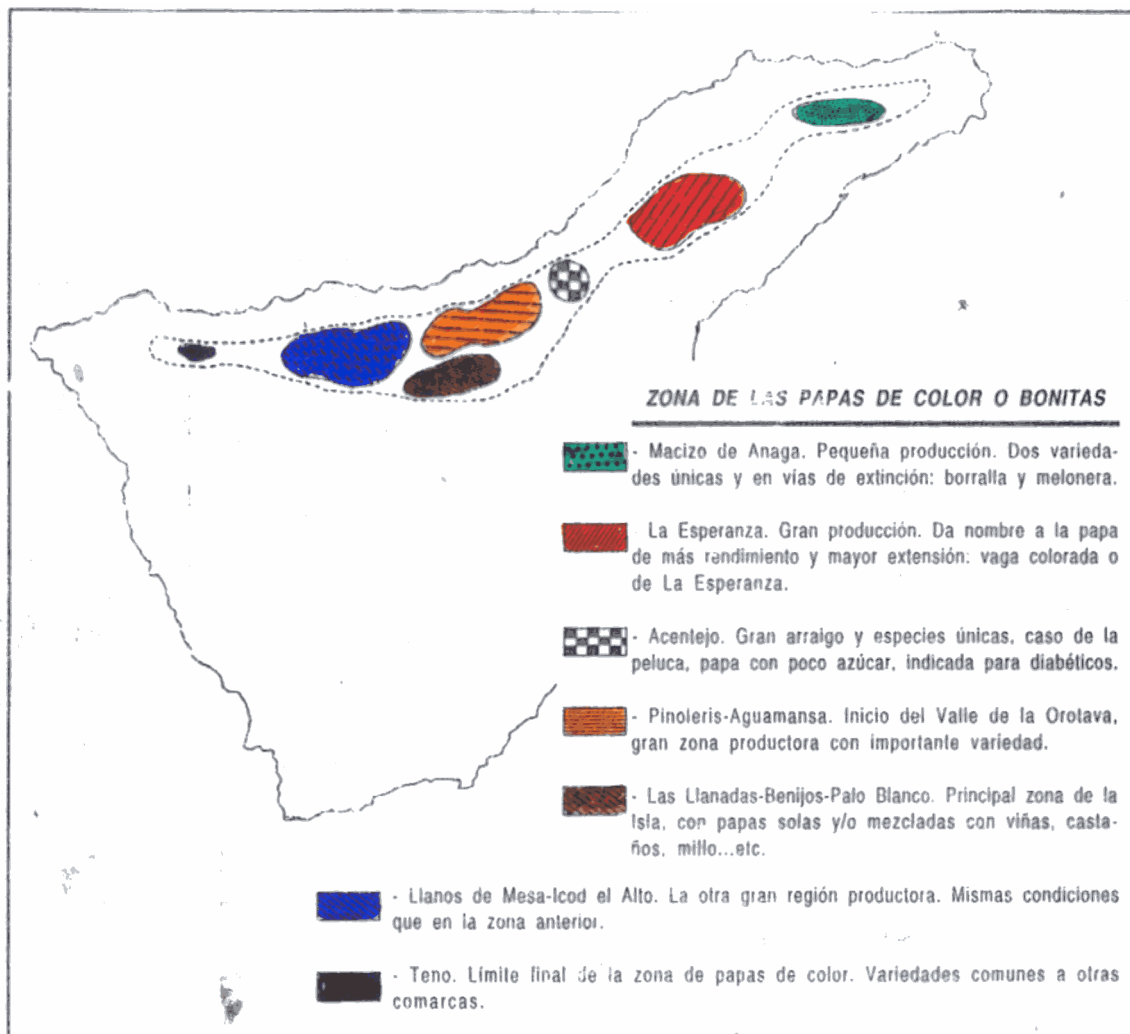 ZONA DE LAS PAPAS DE COLOR O BONITAS
- Macizo de Anaga. Pequeña producción. Dos varieda-
des únicas y en vías de extinción: borralla y melonera.
- La Esperanza. Gran producción. Da nombre a la papa
de más rendimiento y mayor extensión: vaga colorada o
de La Esperanza.
- Acentejo. Gran arraigo y especies únicas, caso de la
peluca, papa con poco azúcar, indicada para diabéticos.
- Pinoleris-Aguamansa. Inicio del Valle de la Orotava,
gran zona productora con importante variedad.
- Las Llanadas-Benijos-Palo Blanco. Principal zona de la
Isla, con papas solas y/o mezcladas con viñas, casta-
ños, millo...etc.
- Llanos de Mesa-Icod el Alto. La otra gran región productora. Mismas condiciones
que en la zona anterior.
- Teno. Límite final de la zona de papas de color. Variedades comunes a otras
comarcas.